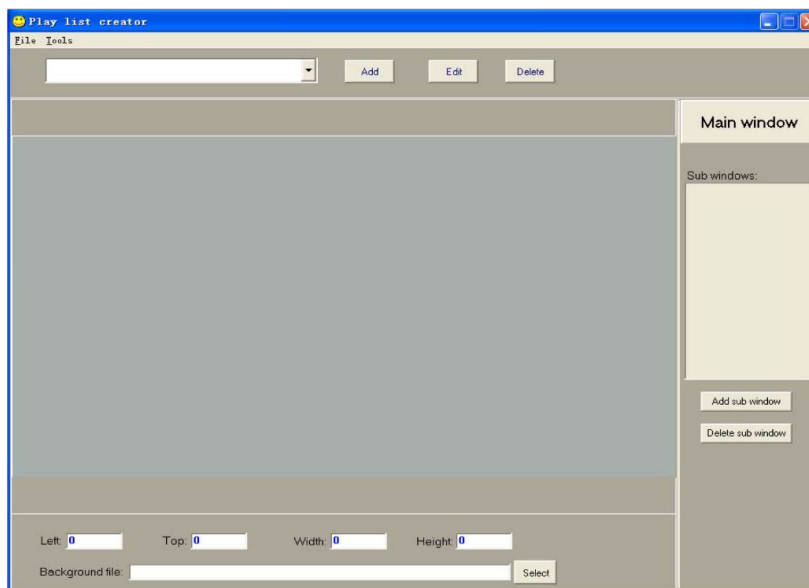 Play list creator
File Tools
Add Edit Delete
Main window
Sub windows:
Add sub window
Delete sub window
Left: 0 Top: 0 Width: 0 Height: 0
Background file: Select